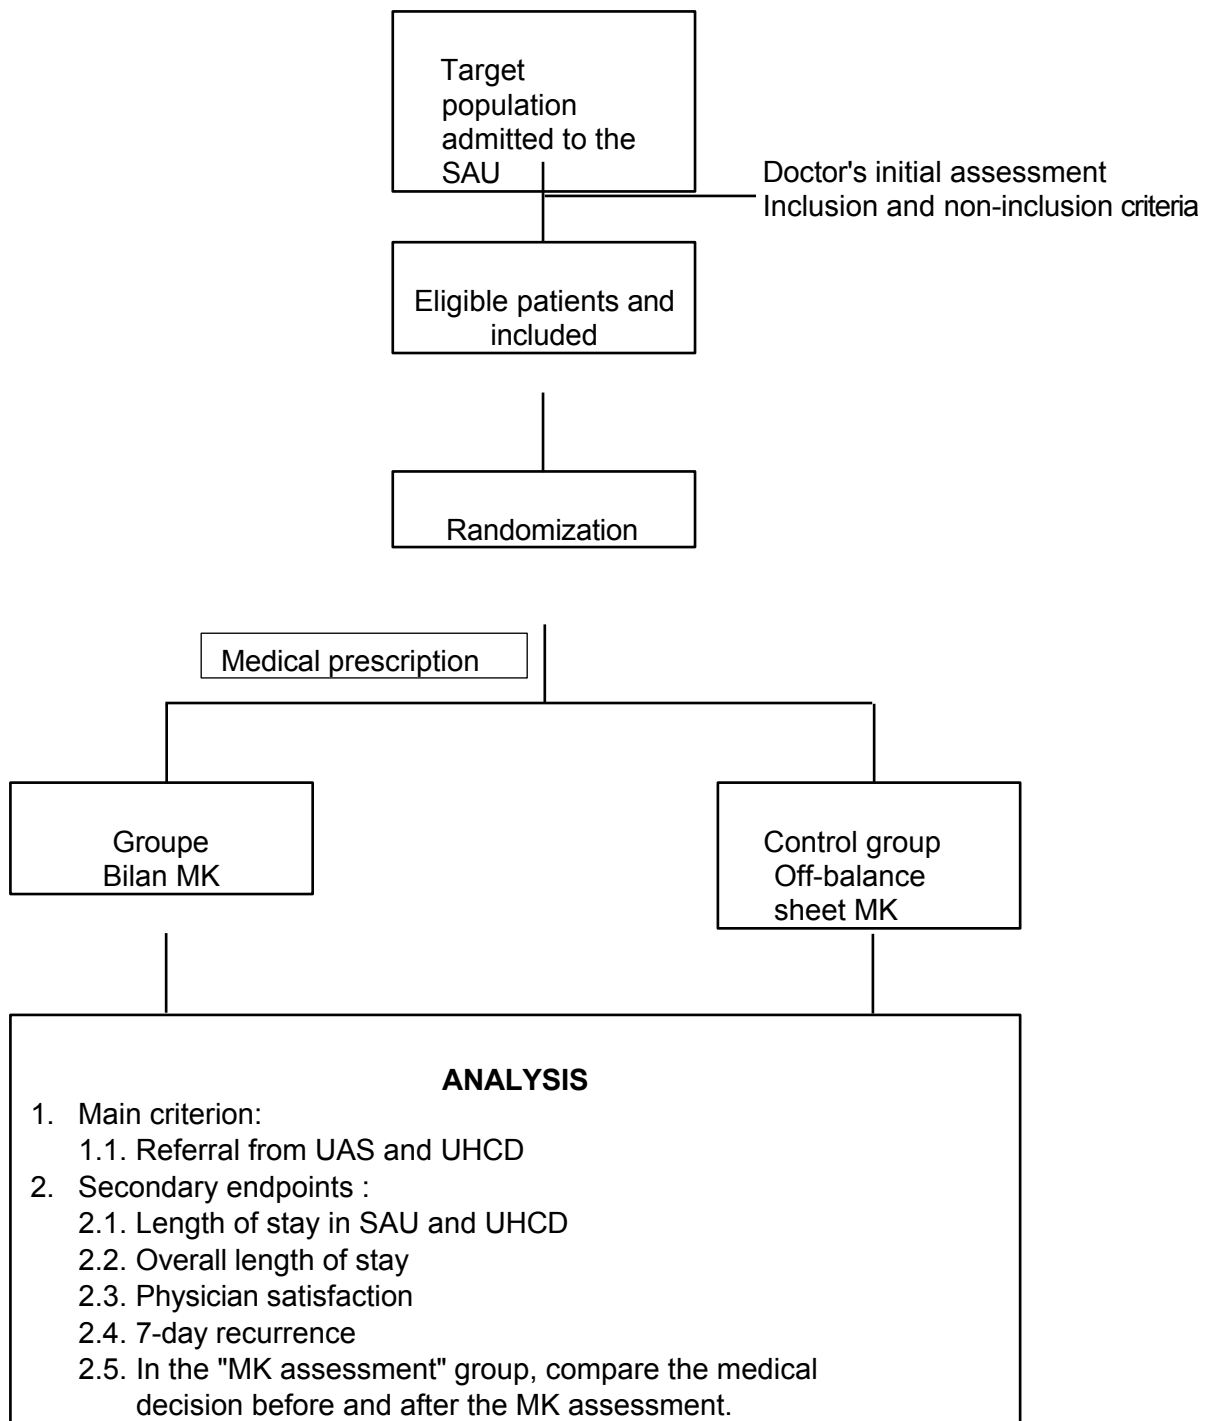 Target
population
admitted to the
SAU
Doctor's initial assessment
Inclusion and non-inclusion criteria
Eligible patients and
included
Randomization
Medical prescription
Groupe
Bilan MK
Control group
Off-balance
sheet MK
ANALYSIS
1. Main criterion:
1.1. Referral from UAS and UHCD
2. Secondary endpoints :
2.1. Length of stay in SAU and UHCD
2.2. Overall length of stay
2.3. Physician satisfaction
2.4. 7-day recurrence
2.5. In the "MK assessment" group, compare the medical
decision before and after the MK assessment.